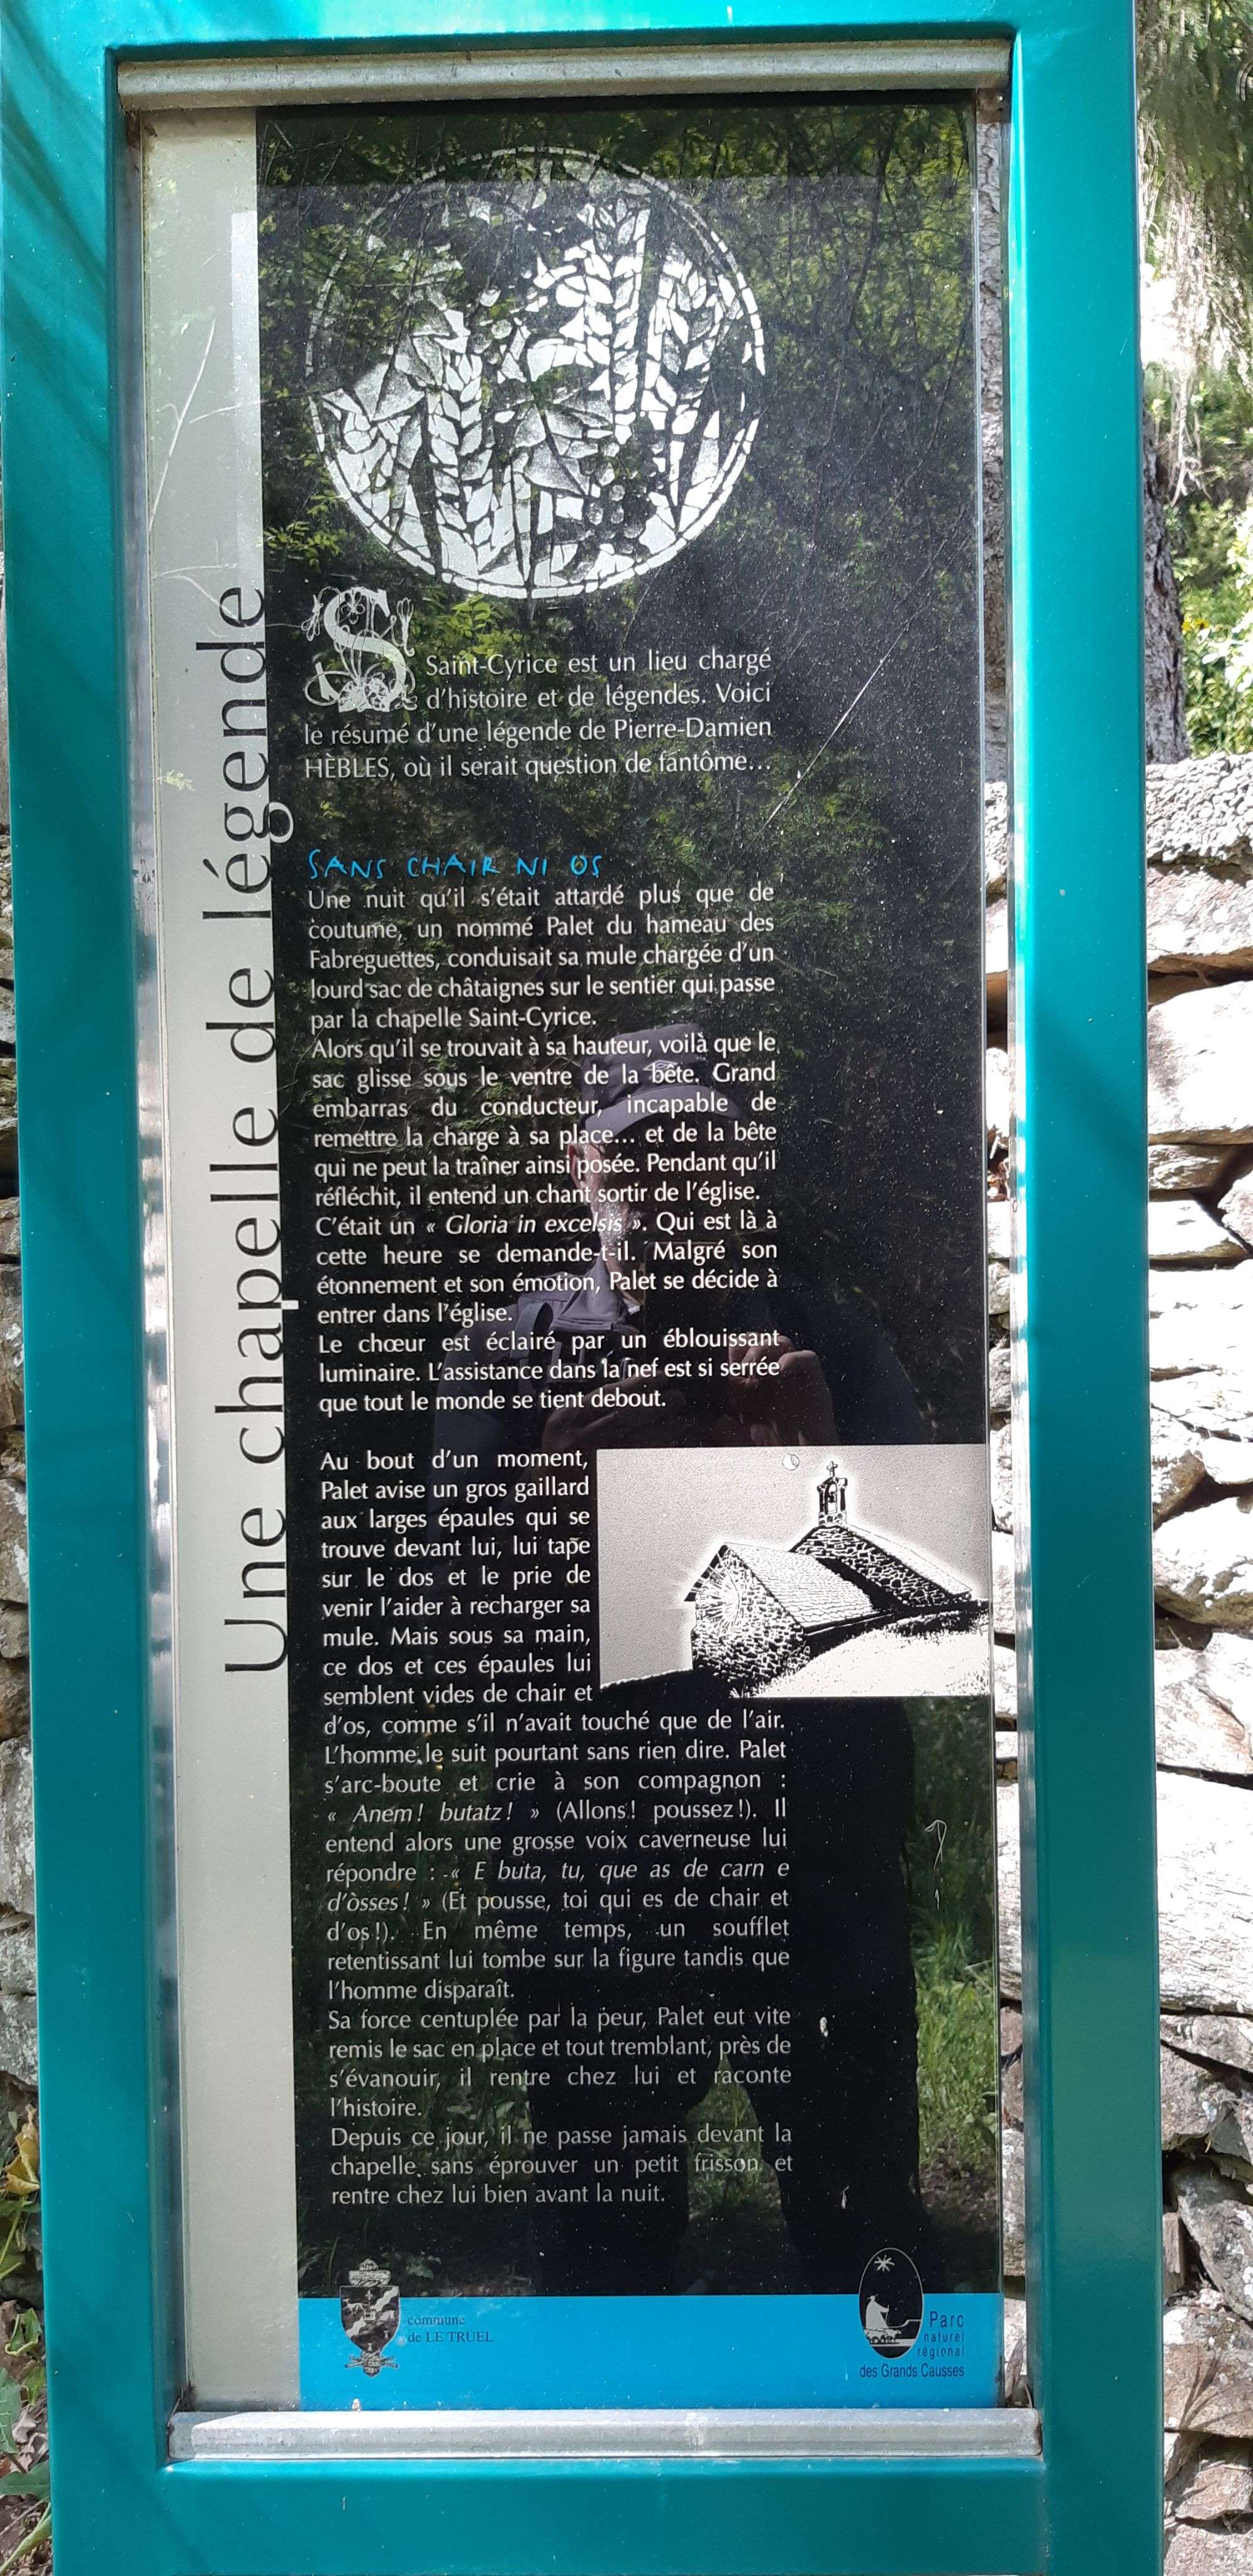 Une chapelle de légende
S Saint-Cyrice est un lieu chargé
d'histoire et de légendes. Voici
le résumé d'une légende de Pierre-Damien
HÈBLES, où il serait question de fantôme...
SANS CHAIR NI OS
Une nuit qu'il s'était attardé plus que de
coutume, un nommé Palet du hameau des
Fabréguettes, conduisait sa mule chargée d'un
lourd sac de châtaignes sur le sentier qui passe
par la chapelle Saint-Cyrice.
Alors qu'il se trouvait à sa hauteur, voilà que le
sac glisse sous le ventre de la bête. Grand
embarras du conducteur, incapable de
remettre la charge à sa place... et de la bête
qui ne peut la traîner ainsi posée. Pendant qu'il
réfléchit, il entend un chant sortir de l'église.
C'était un « Gloria in excelsis ». Qui est là à
cette heure se demande-t-il. Malgré son
étonnement et son émotion, Palet se décide à
entrer dans l'église.
Le chœur est éclairé par un éblouissant
luminaire. L'assistance dans la nef est si serrée
que tout le monde se tient debout.
Au bout d'un moment,
Palet avise un gros gaillard
aux larges épaules qui se
trouve devant lui, lui tape
sur le dos et le prie de
venir l'aider à recharger sa
mule. Mais sous sa main,
ce dos et ces épaules lui
semblent vides de chair et
d'os, comme s'il n'avait touché que de l'air.
L'homme le suit pourtant sans rien dire. Palet
s'arc-boute et crie à son compagnon :
« Anem! butatz! » (Allons! poussez!). Il
entend alors une grosse voix caverneuse lui
répondre : « E buta, tu, que as de carn e
d'òsses! » (Et pousse, toi qui es de chair et
d'os!). En même temps, un soufflet
retentissant lui tombe sur la figure tandis que
l'homme disparaît.
Sa force centuplée par la peur, Palet eut vite
remis le sac en place et tout tremblant, près de
s'évanouir, il rentre chez lui et raconte
l'histoire.
Depuis ce jour, il ne passe jamais devant la
chapelle sans éprouver un petit frisson et
rentre chez lui bien avant la nuit.
commune
de LE TRUEL
Parc
naturel
régional
des Grands Causses